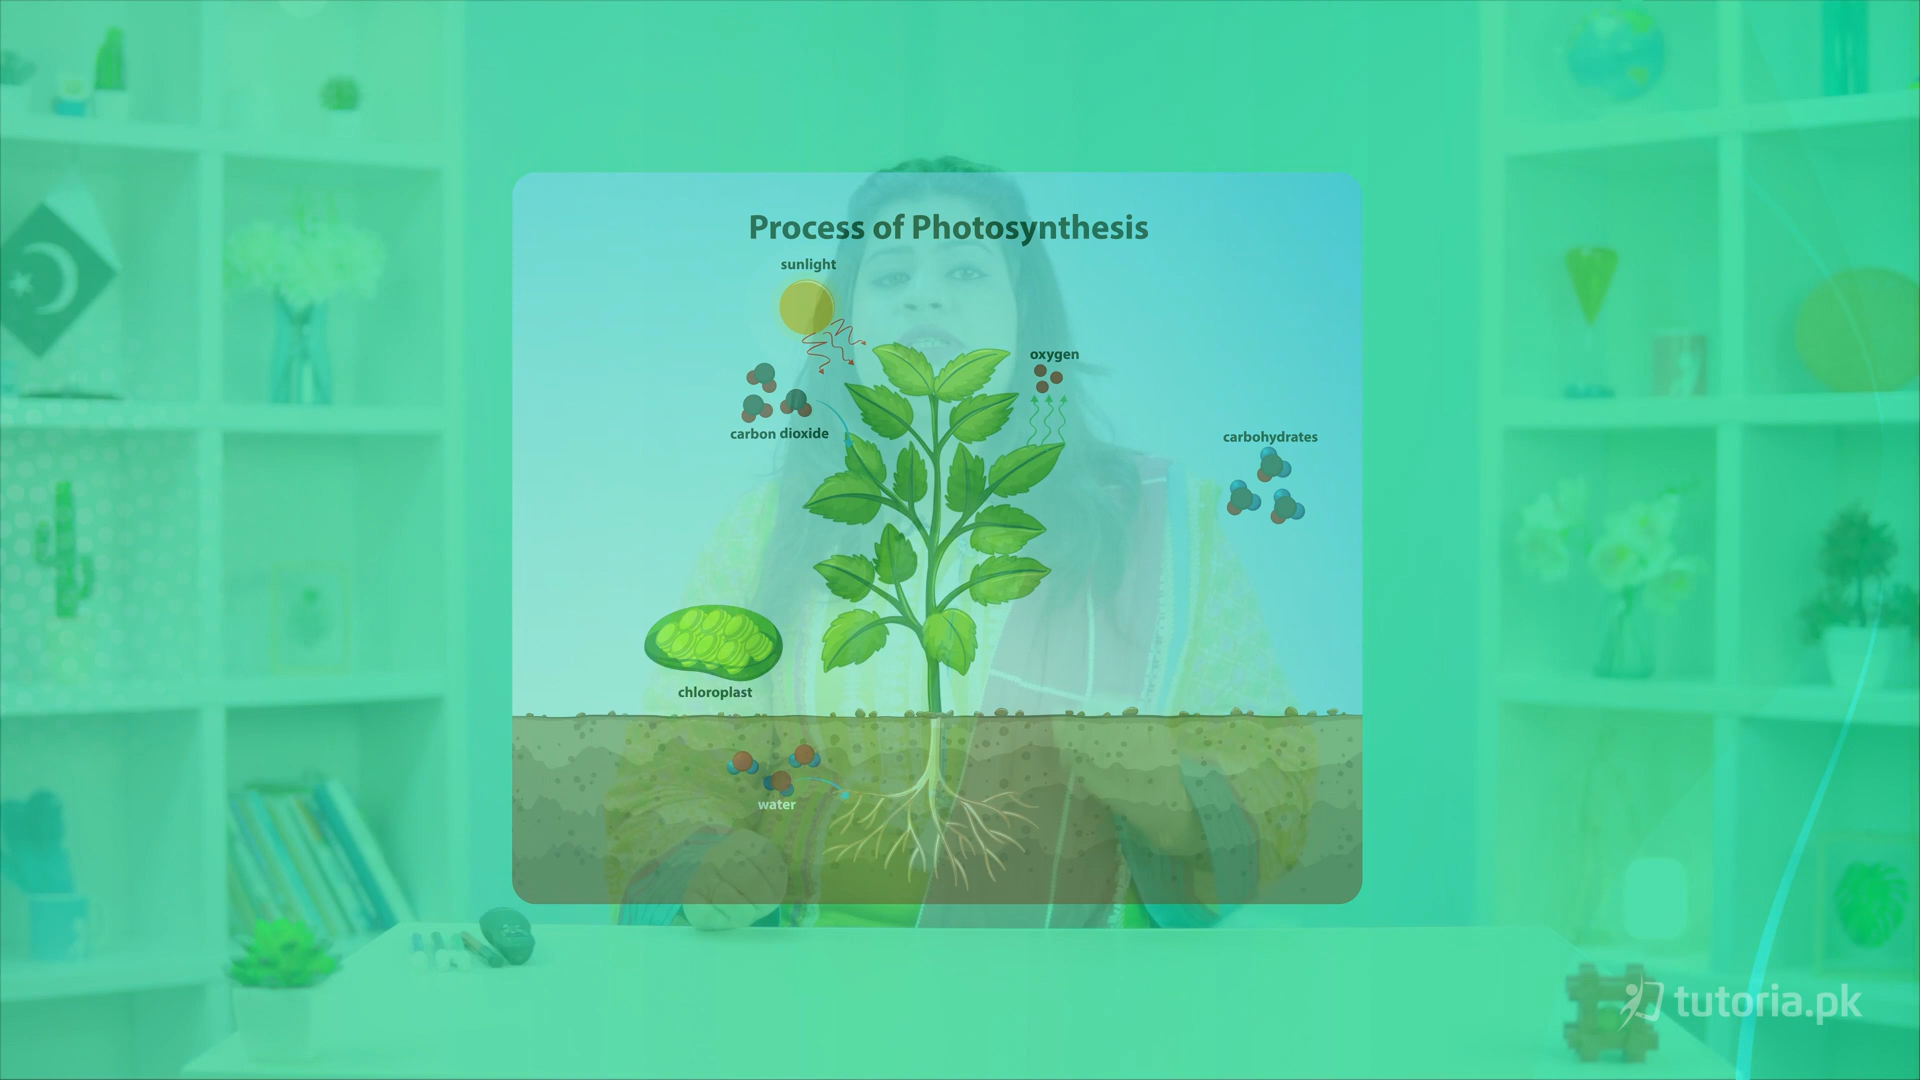 Process of Photosynthesis
sunlight
oxygen
carbon dioxide
carbohydrates
chloroplast
water
tutoria.pk